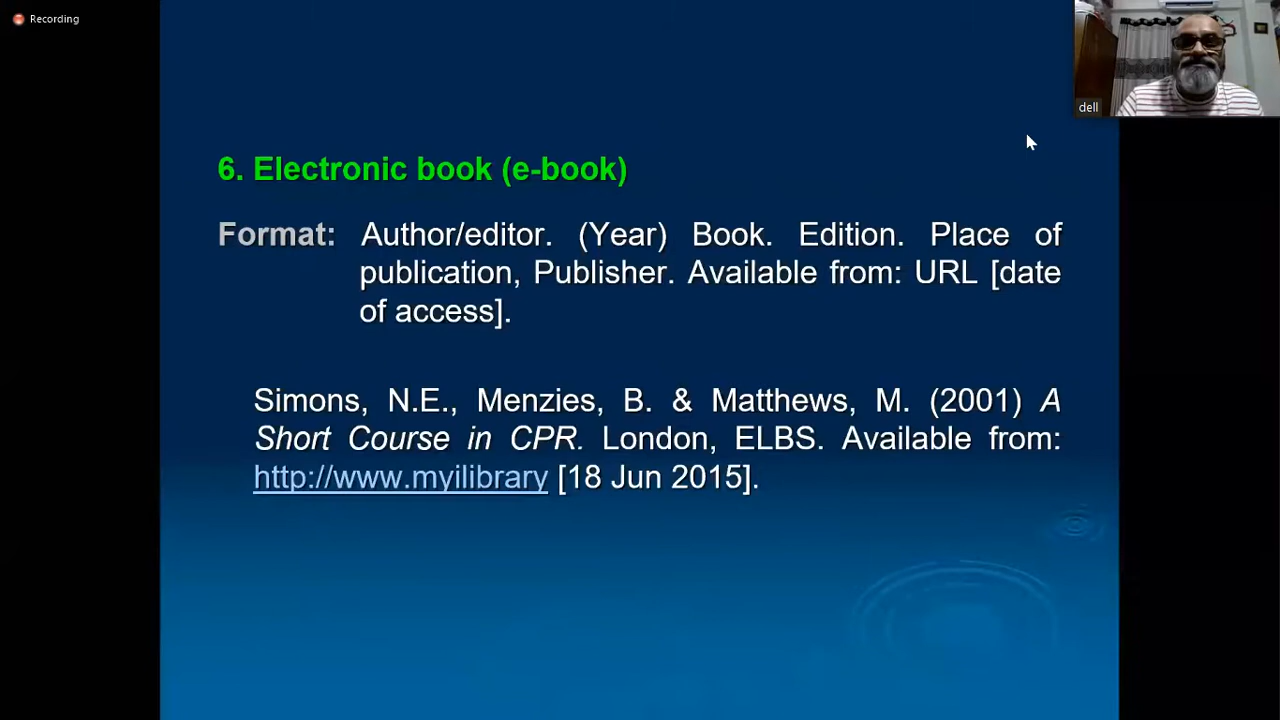 Recording
dell
6. Electronic book (e-book)
Format: Author/editor. (Year) Book. Edition. Place of
publication, Publisher. Available from: URL [date
of access].
Simons, N.E., Menzies, B. & Matthews, M. (2001) A
Short Course in CPR. London, ELBS. Available from:
http://www.myilibrary [18 Jun 2015].